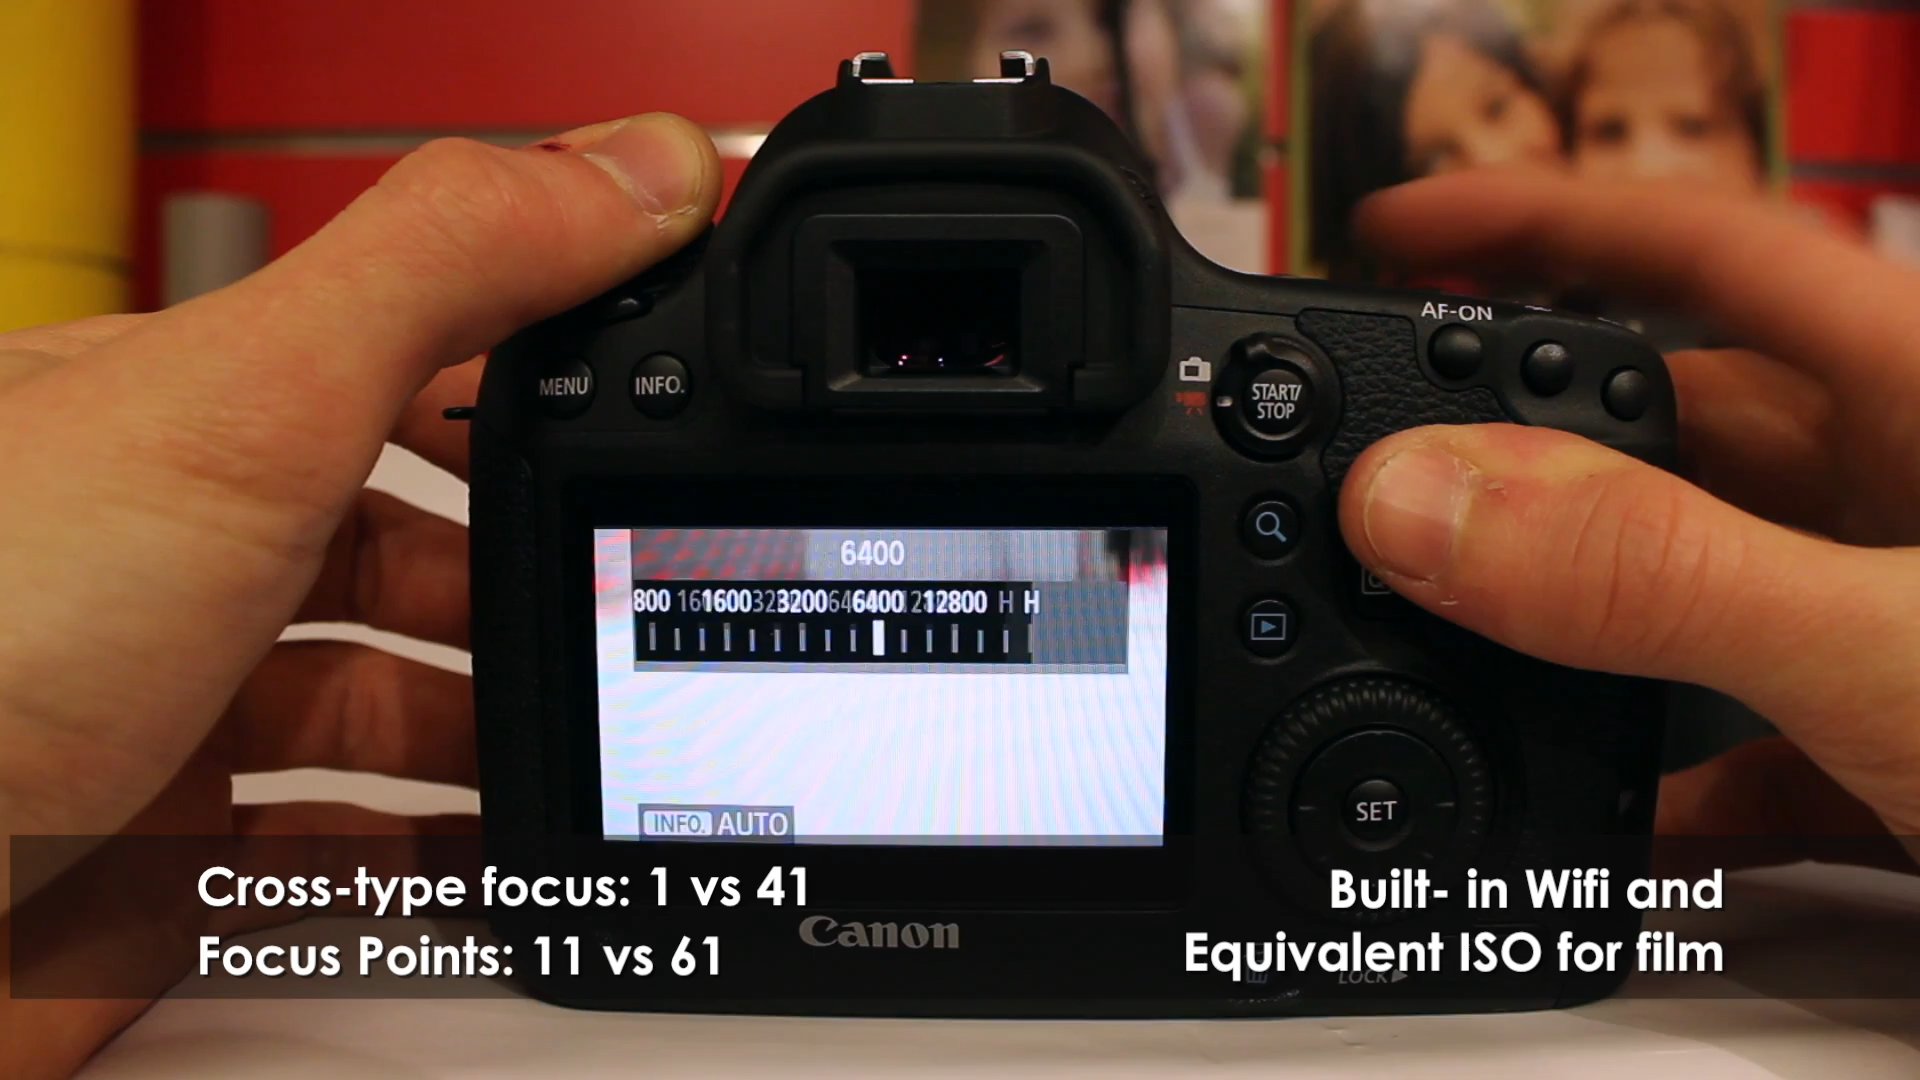 AF-ON
MENU
INFO.
START/
STOP
6400
800 1600 3200 6400 12800 H H
INFO. AUTO
SET
Cross-type focus: 1 vs 41
Focus Points: 11 vs 61
Built- in Wifi and
Equivalent ISO for film
Canon
LOCK